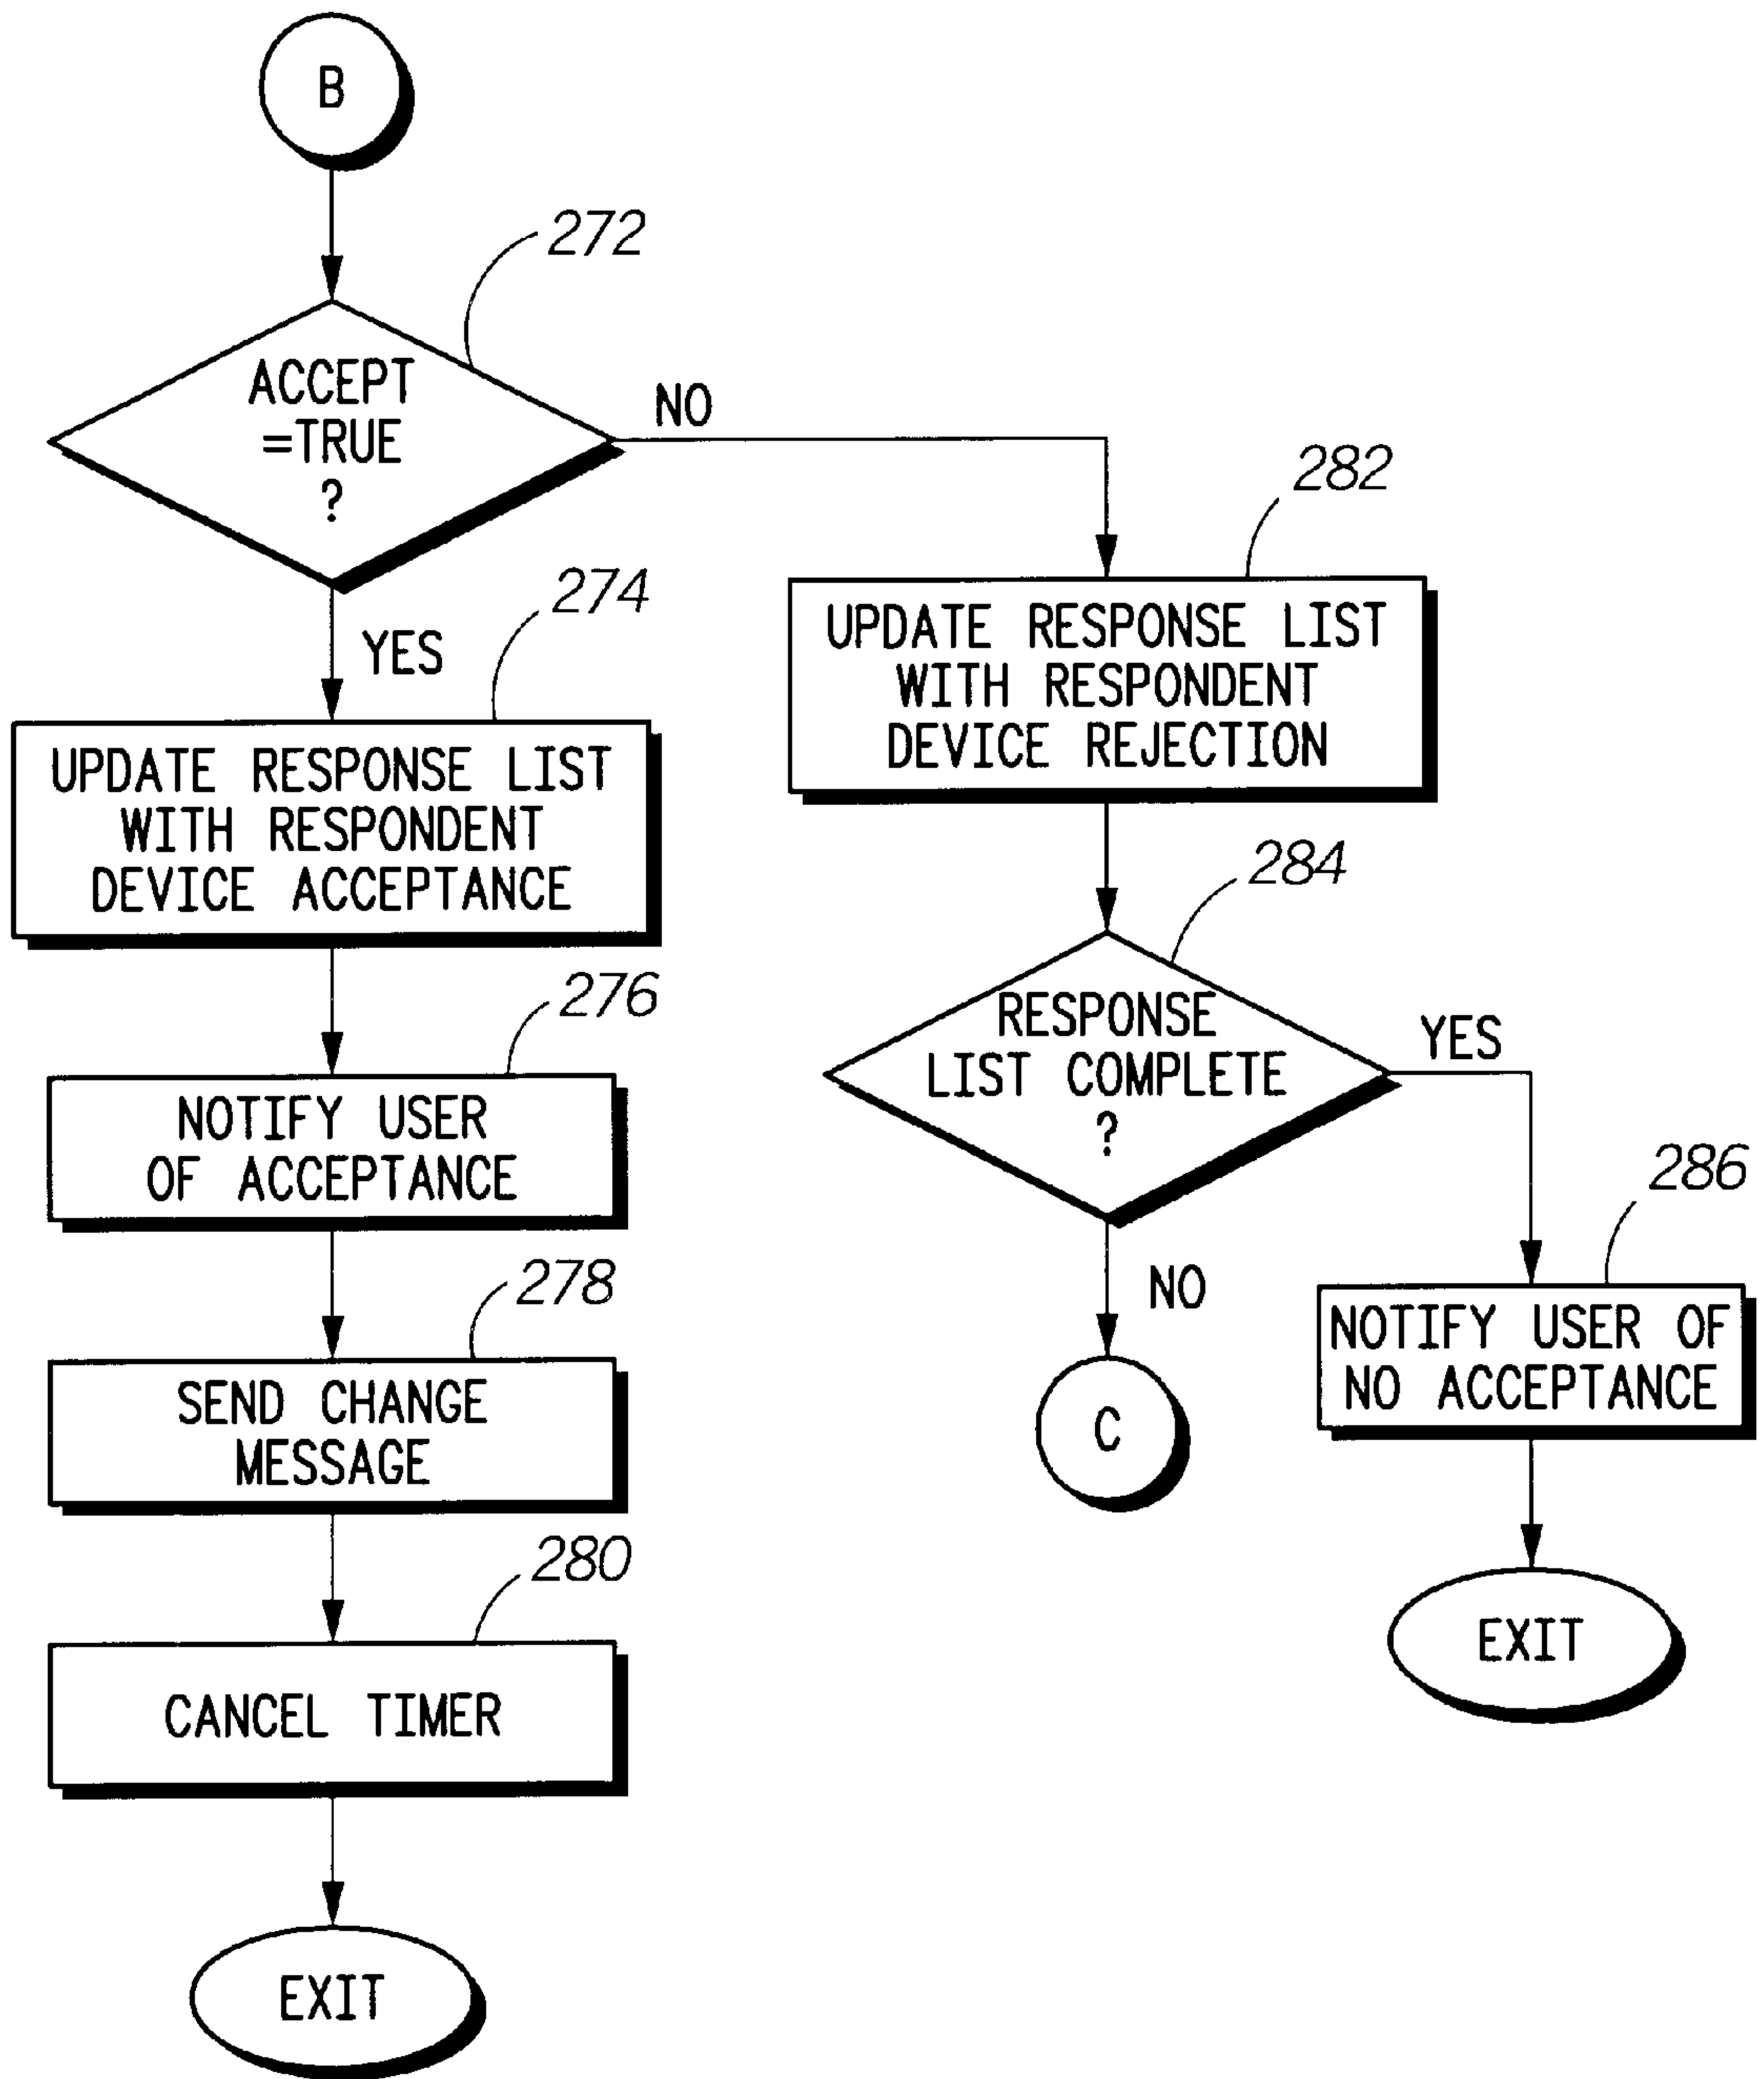 B
272
ACCEPT
=TRUE
?
NO
YES
274
UPDATE RESPONSE LIST
WITH RESPONDENT
DEVICE ACCEPTANCE
276
NOTIFY USER
OF ACCEPTANCE
278
SEND CHANGE
MESSAGE
280
CANCEL TIMER
EXIT
282
UPDATE RESPONSE LIST
WITH RESPONDENT
DEVICE REJECTION
284
RESPONSE
LIST COMPLETE
?
YES
NO
C
286
NOTIFY USER OF
NO ACCEPTANCE
EXIT